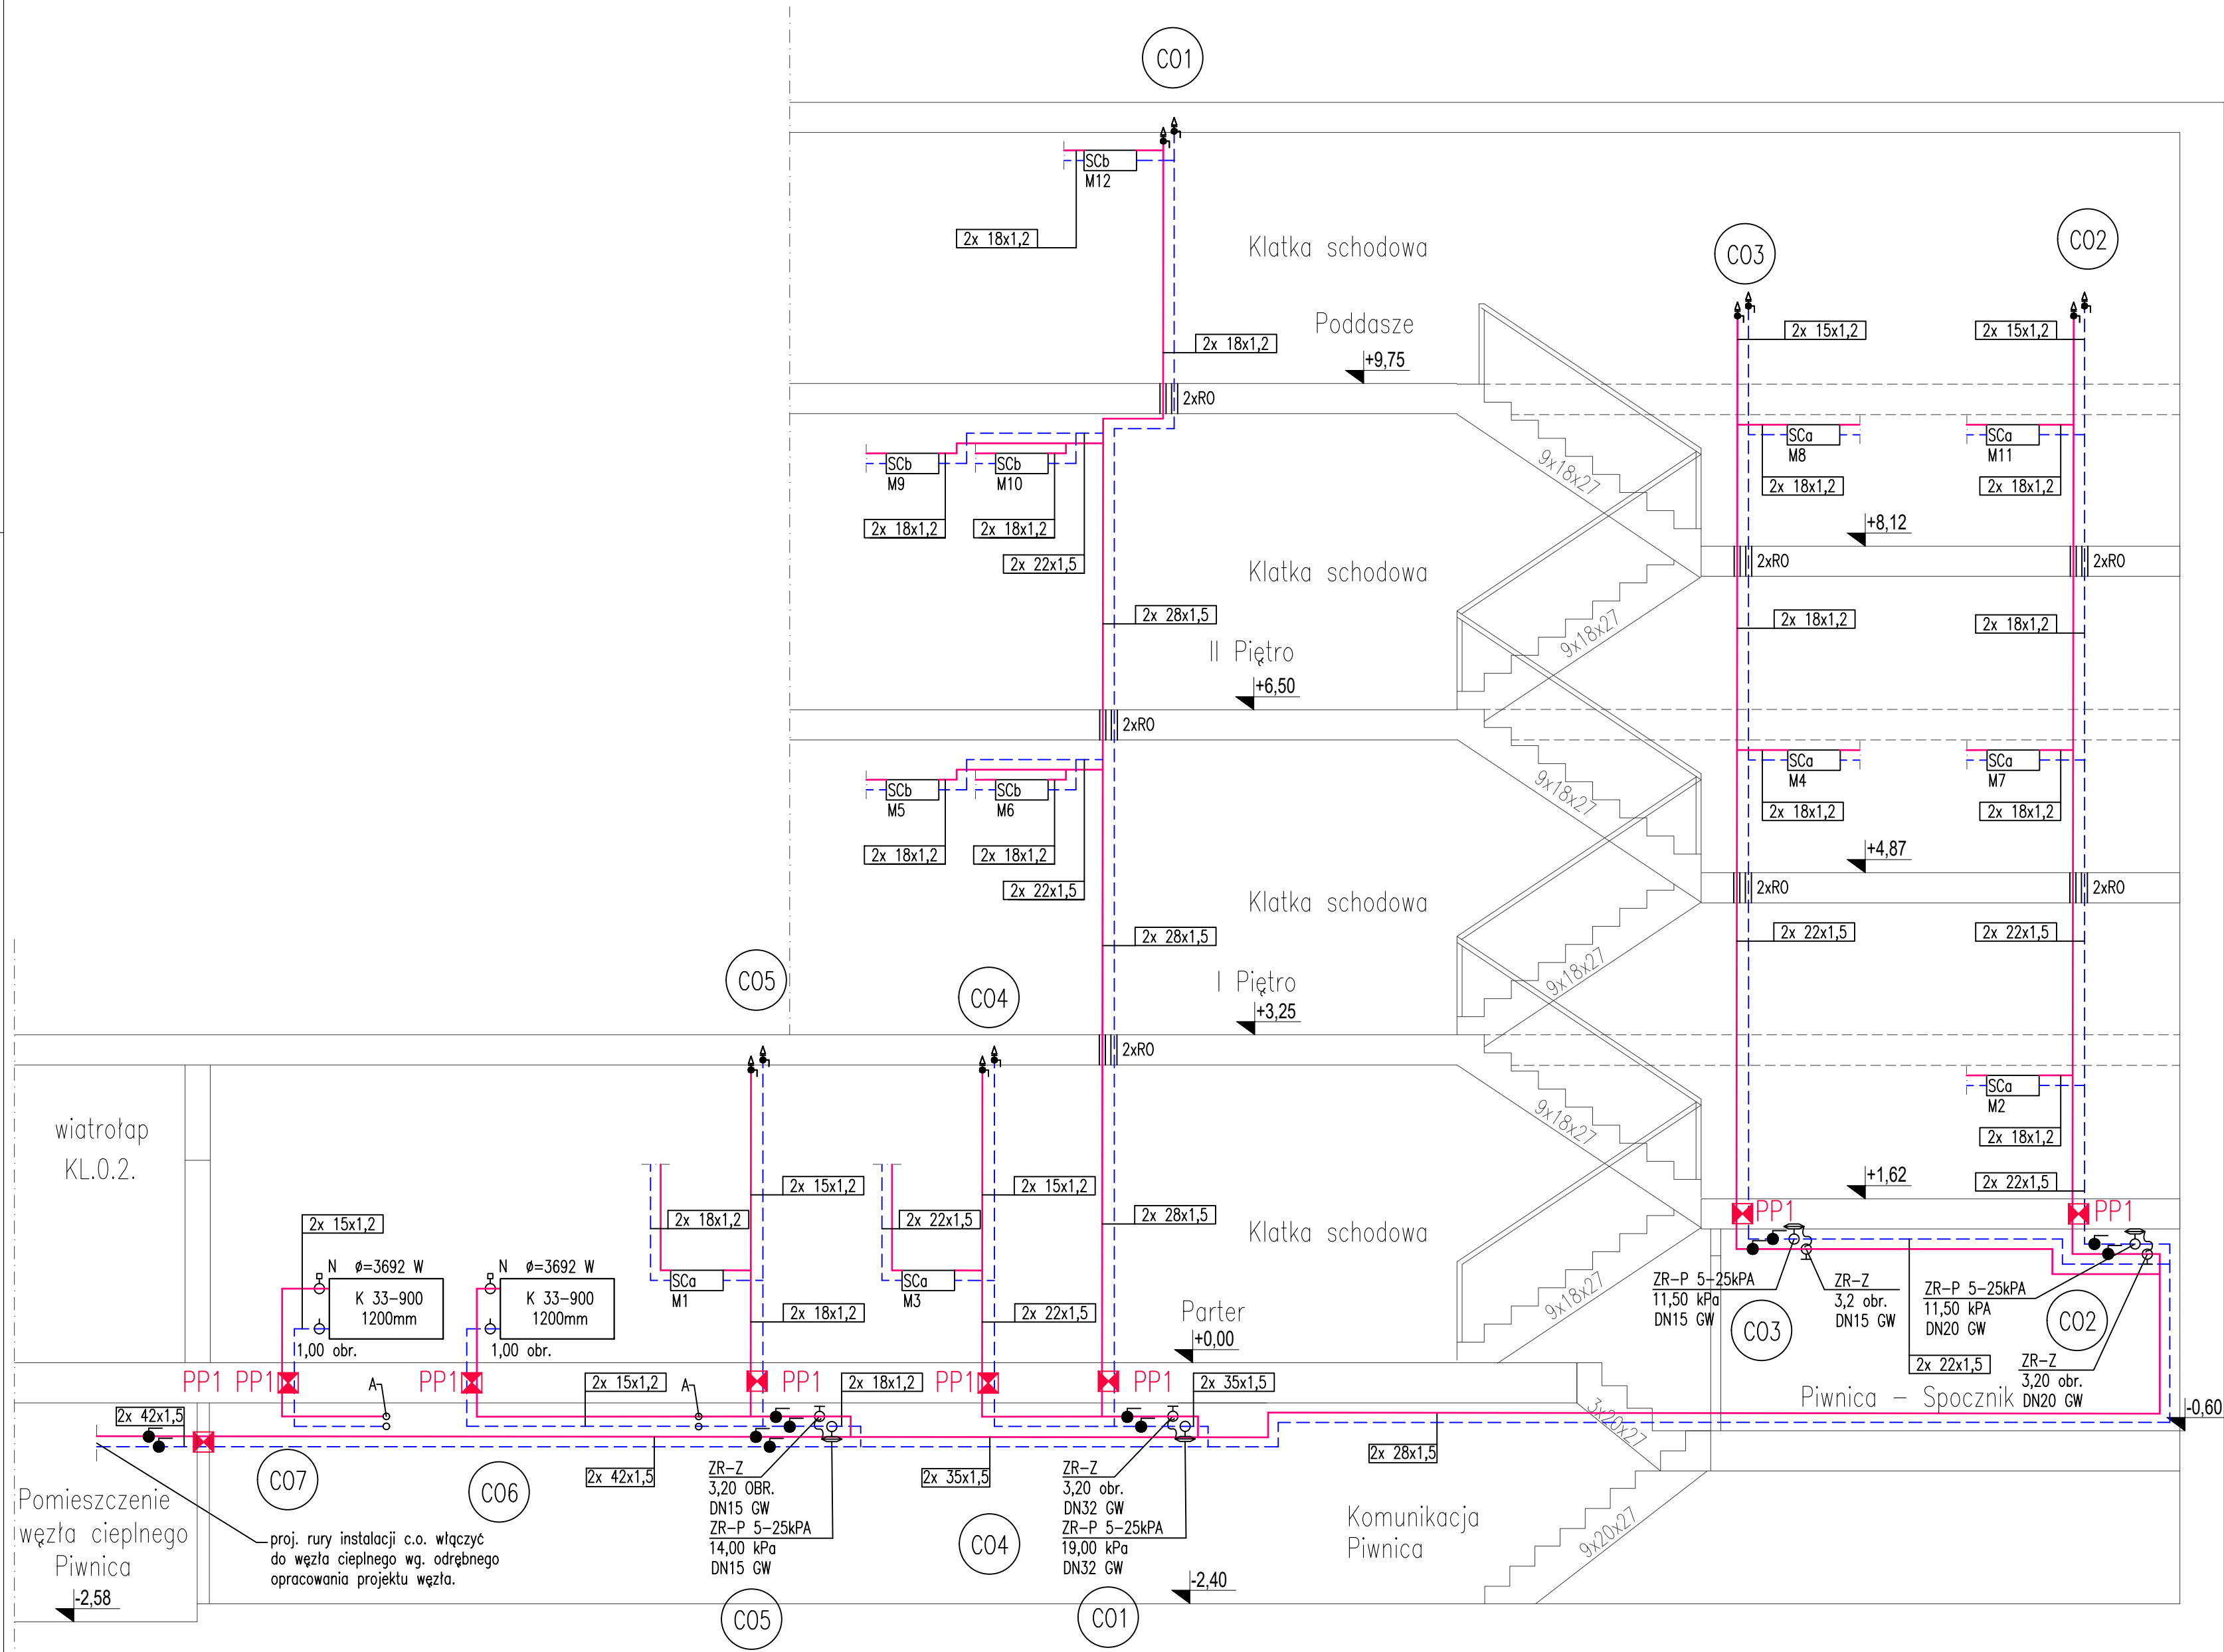 CO1
SCb
M12
2x 18x1,2
Klatka schodowa
CO3
CO2
Poddasze
+9,75
2x 18x1,2
2x 15x1,2
2x 15x1,2
2xRO
SCb
M9
SCb
M10
9x18x27
SCa
M8
SCa
M11
2x 18x1,2
2x 18x1,2
2x 18x1,2
2x 18x1,2
+8,12
2x 22x1,5
Klatka schodowa
2xRO
2xRO
2x 28x1,5
9x18x27
2x 18x1,2
2x 18x1,2
II Piętro
+6,50
2xRO
SCb
M5
SCb
M6
9x18x27
SCa
M4
SCa
M7
2x 18x1,2
2x 18x1,2
2x 18x1,2
2x 18x1,2
+4,87
2x 22x1,5
Klatka schodowa
2xRO
2xRO
2x 28x1,5
9x18x27
2x 22x1,5
2x 22x1,5
CO5
CO4
I Piętro
+3,25
2xRO
wiatrołap
KL.0.2.
9x18x27
SCa
M2
2x 18x1,2
2x 15x1,2
2x 15x1,2
+1,62
2x 22x1,5
2x 15x1,2
2x 18x1,2
2x 22x1,5
2x 28x1,5
Klatka schodowa
PP1
PP1
N ø=3692 W
K 33-900
1200mm
1,00 obr.
N ø=3692 W
K 33-900
1200mm
1,00 obr.
SCa
M1
SCa
M3
2x 18x1,2
2x 22x1,5
9x18x27
Parter
+0,00
ZR-P 5-25kPA
11,50 kPa
DN15 GW
CO3
ZR-Z
3,2 obr.
DN15 GW
ZR-P 5-25kPA
11,50 kPA
DN20 GW
CO2
2x 22x1,5
ZR-Z
3,20 obr.
DN20 GW
PP1 PP1
A
PP1
2x 15x1,2
A
PP1
2x 18x1,2
PP1
PP1
2x 35x1,5
Piwnica - Spocznik
-0,60
2x 42x1,5
3x20x27
2x 28x1,5
CO7
CO6
2x 42x1,5
ZR-Z
3,20 OBR.
DN15 GW
ZR-P 5-25kPA
14,00 kPa
DN15 GW
2x 35x1,5
ZR-Z
3,20 obr.
DN32 GW
ZR-P 5-25kPA
19,00 kPa
DN32 GW
CO4
Pomieszczenie
węzła cieplnego
Piwnica
-2,58
proj. rury instalacji c.o. włączyć
do węzła cieplnego wg. odrębnego
opracowania projektu węzła.
Komunikacja
Piwnica
9x20x27
-2,40
CO5
CO1